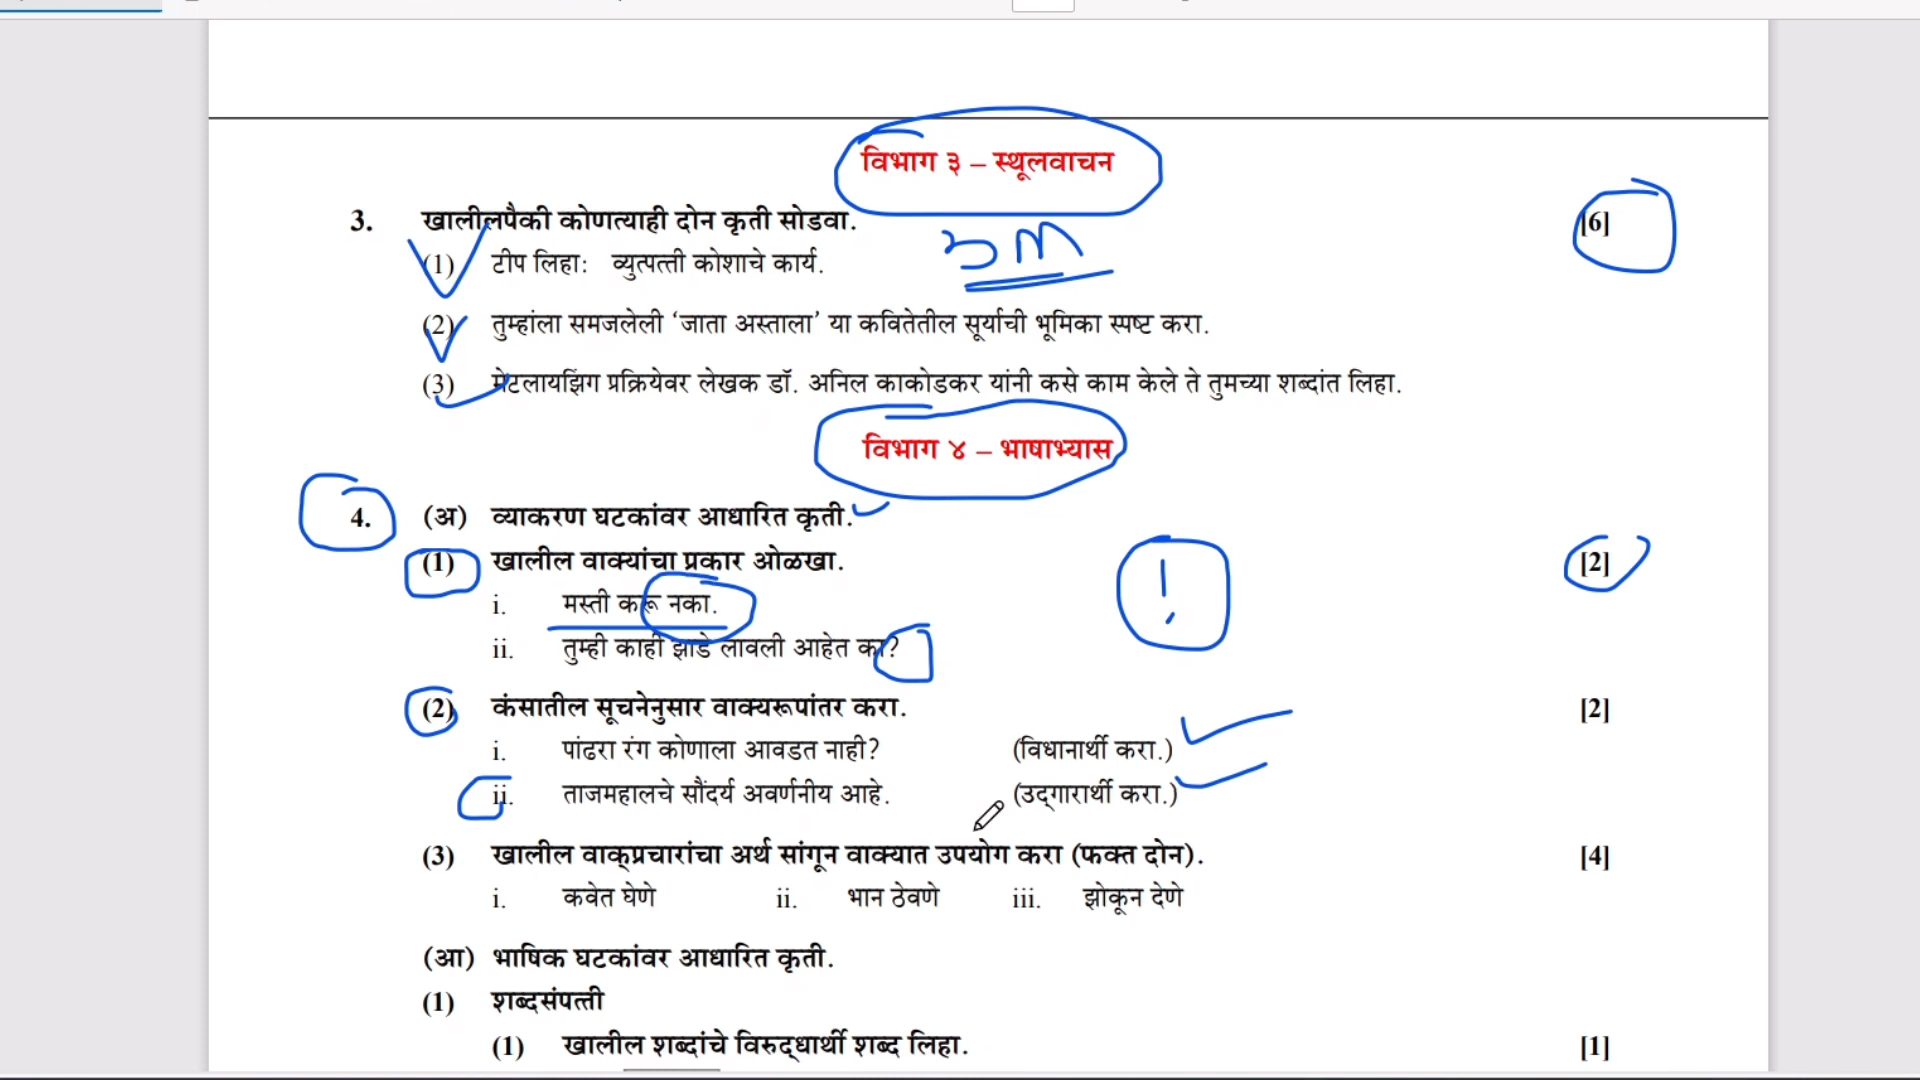 विभाग ३ – स्थूलवाचन
3. खालीलपैकी कोणत्याही दोन कृती सोडवा. [6]
3M
(1) टीप लिहाः व्युत्पत्ती कोशाचे कार्य.
(2) तुम्हांला समजलेली ‘जाता अस्ताला’ या कवितेतील सूर्याची भूमिका स्पष्ट करा.
(3) मेटलायझिंग प्रक्रियेवर लेखक डॉ. अनिल काकोडकर यांनी कसे काम केले ते तुमच्या शब्दांत लिहा.
विभाग ४ – भाषाभ्यास
4. (अ) व्याकरण घटकांवर आधारित कृती.
(1) खालील वाक्यांचा प्रकार ओळखा. [2]
!
i. मस्ती करू नका.
ii. तुम्ही काही झाडे लावली आहेत का?
(2) कंसातील सूचनेनुसार वाक्यरूपांतर करा. [2]
i. पांढरा रंग कोणाला आवडत नाही? (विधानार्थी करा.)
ii. ताजमहालचे सौंदर्य अवर्णनीय आहे. (उद्‌गारार्थी करा.)
(3) खालील वाक्‌प्रचारांचा अर्थ सांगून वाक्यात उपयोग करा (फक्त दोन). [4]
i. कवेत घेणे ii. भान ठेवणे iii. झोकून देणे
(आ) भाषिक घटकांवर आधारित कृती.
(1) शब्दसंपत्ती
(1) खालील शब्दांचे विरुद्धार्थी शब्द लिहा. [1]